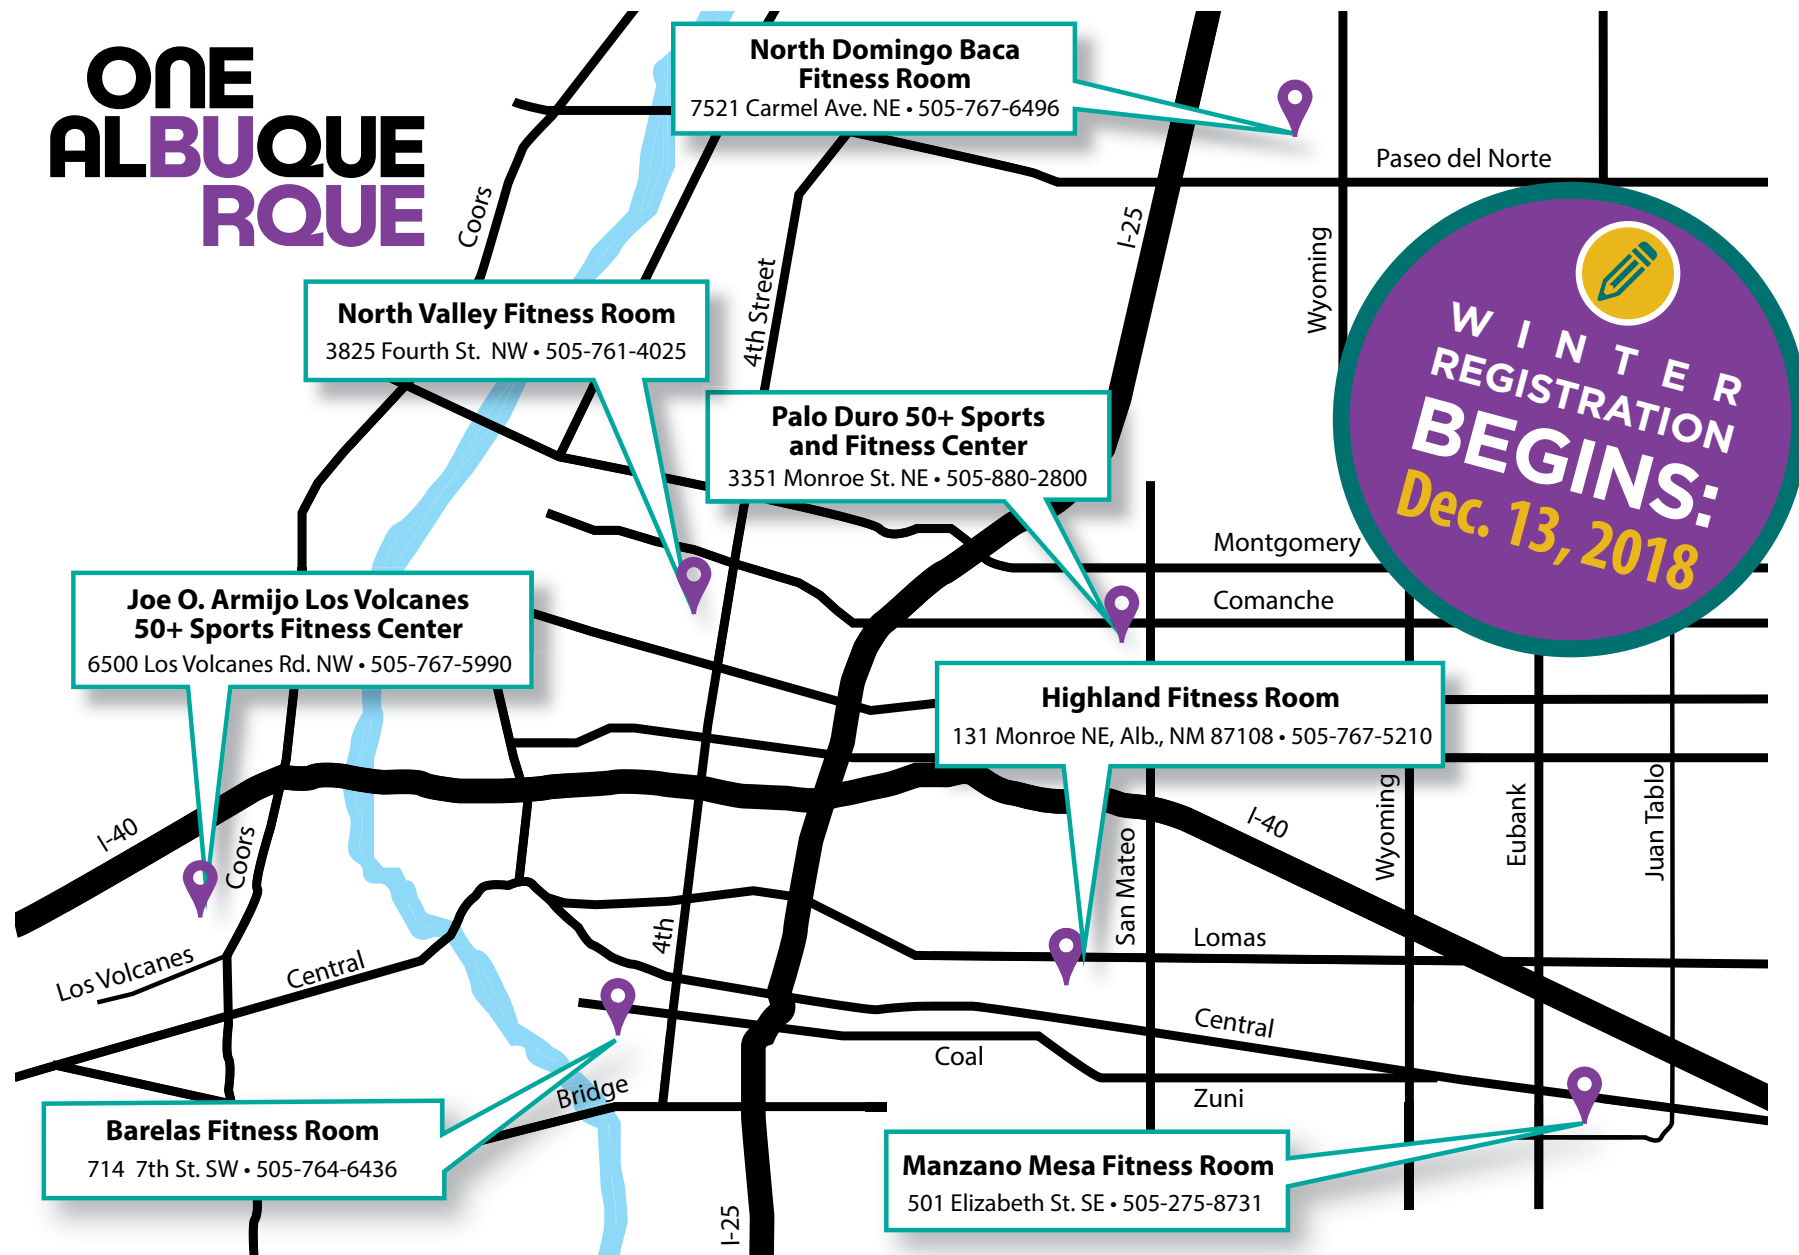 ONE
ALBUQUE
RQUE
North Domingo Baca
Fitness Room
7521 Carmel Ave. NE • 505-767-6496
Paseo del Norte
Coors
I-25
Wyoming
4th Street
North Valley Fitness Room
3825 Fourth St. NW • 505-761-4025
WINTER
REGISTRATION
BEGINS:
Dec. 13, 2018
Palo Duro 50+ Sports
and Fitness Center
3351 Monroe St. NE • 505-880-2800
Montgomery
Comanche
Joe O. Armijo Los Volcanes
50+ Sports Fitness Center
6500 Los Volcanes Rd. NW • 505-767-5990
Highland Fitness Room
131 Monroe NE, Alb., NM 87108 • 505-767-5210
I-40
Coors
I-40
San Mateo
Wyoming
Eubank
Juan Tablo
4th
Lomas
Los Volcanes
Central
Central
Coal
Bridge
Zuni
Barelas Fitness Room
714 7th St. SW • 505-764-6436
Manzano Mesa Fitness Room
501 Elizabeth St. SE • 505-275-8731
I-25